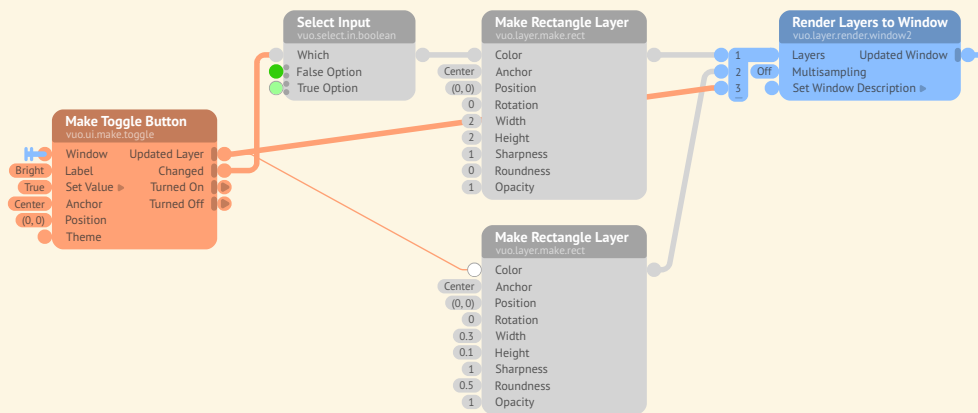 Select Input
vuo.select.in.boolean
Which
False Option
True Option
Make Rectangle Layer
vuo.layer.make.rect
Color
Center Anchor
(0, 0) Position
0 Rotation
2 Width
2 Height
1 Sharpness
0 Roundness
1 Opacity
Render Layers to Window
vuo.layer.render.window2
1 Layers Updated Window
2 Off Multisampling
3 Set Window Description
Make Toggle Button
vuo.ui.make.toggle
Window Updated Layer
Bright Label Changed
True Set Value Turned On
Center Anchor Turned Off
(0, 0) Position
Theme
Make Rectangle Layer
vuo.layer.make.rect
Color
Center Anchor
(0, 0) Position
0 Rotation
0.3 Width
0.1 Height
1 Sharpness
0.5 Roundness
1 Opacity